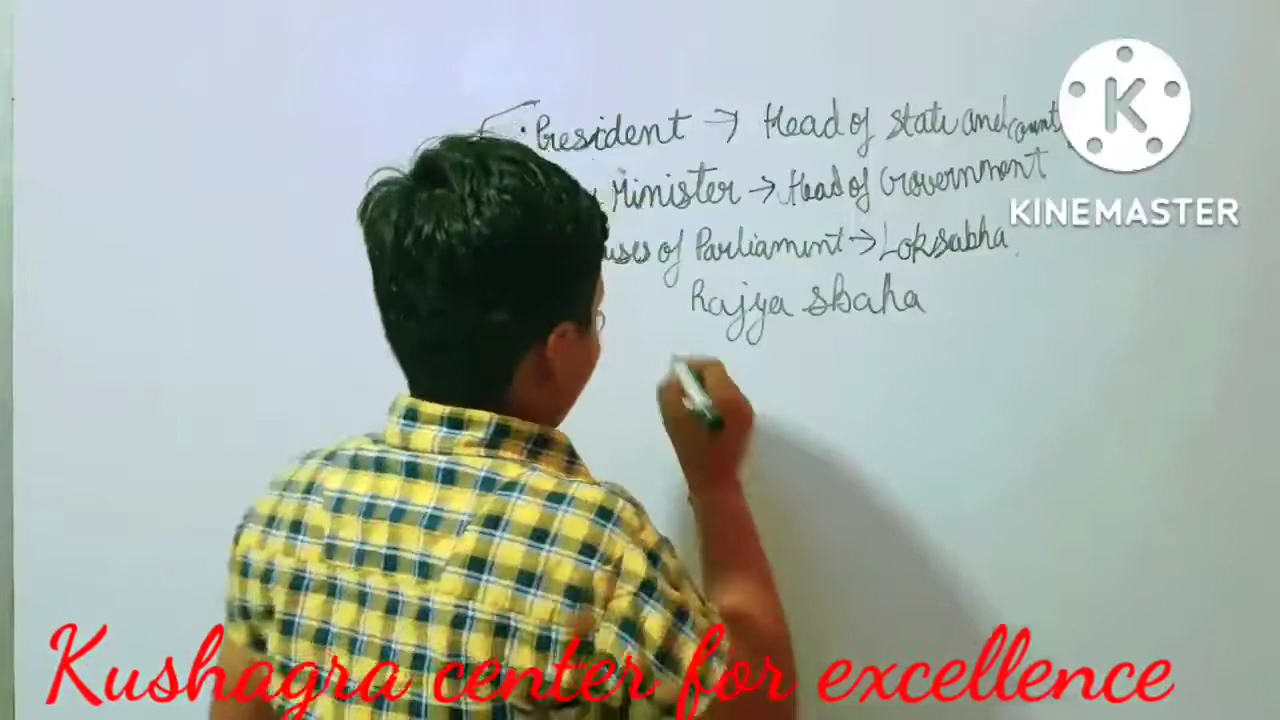 President → Head of State and
Minister → Head of Government
of Parliament → Loksabha
Rajya sbaha
KINEMASTER
Kushagra center for excellence